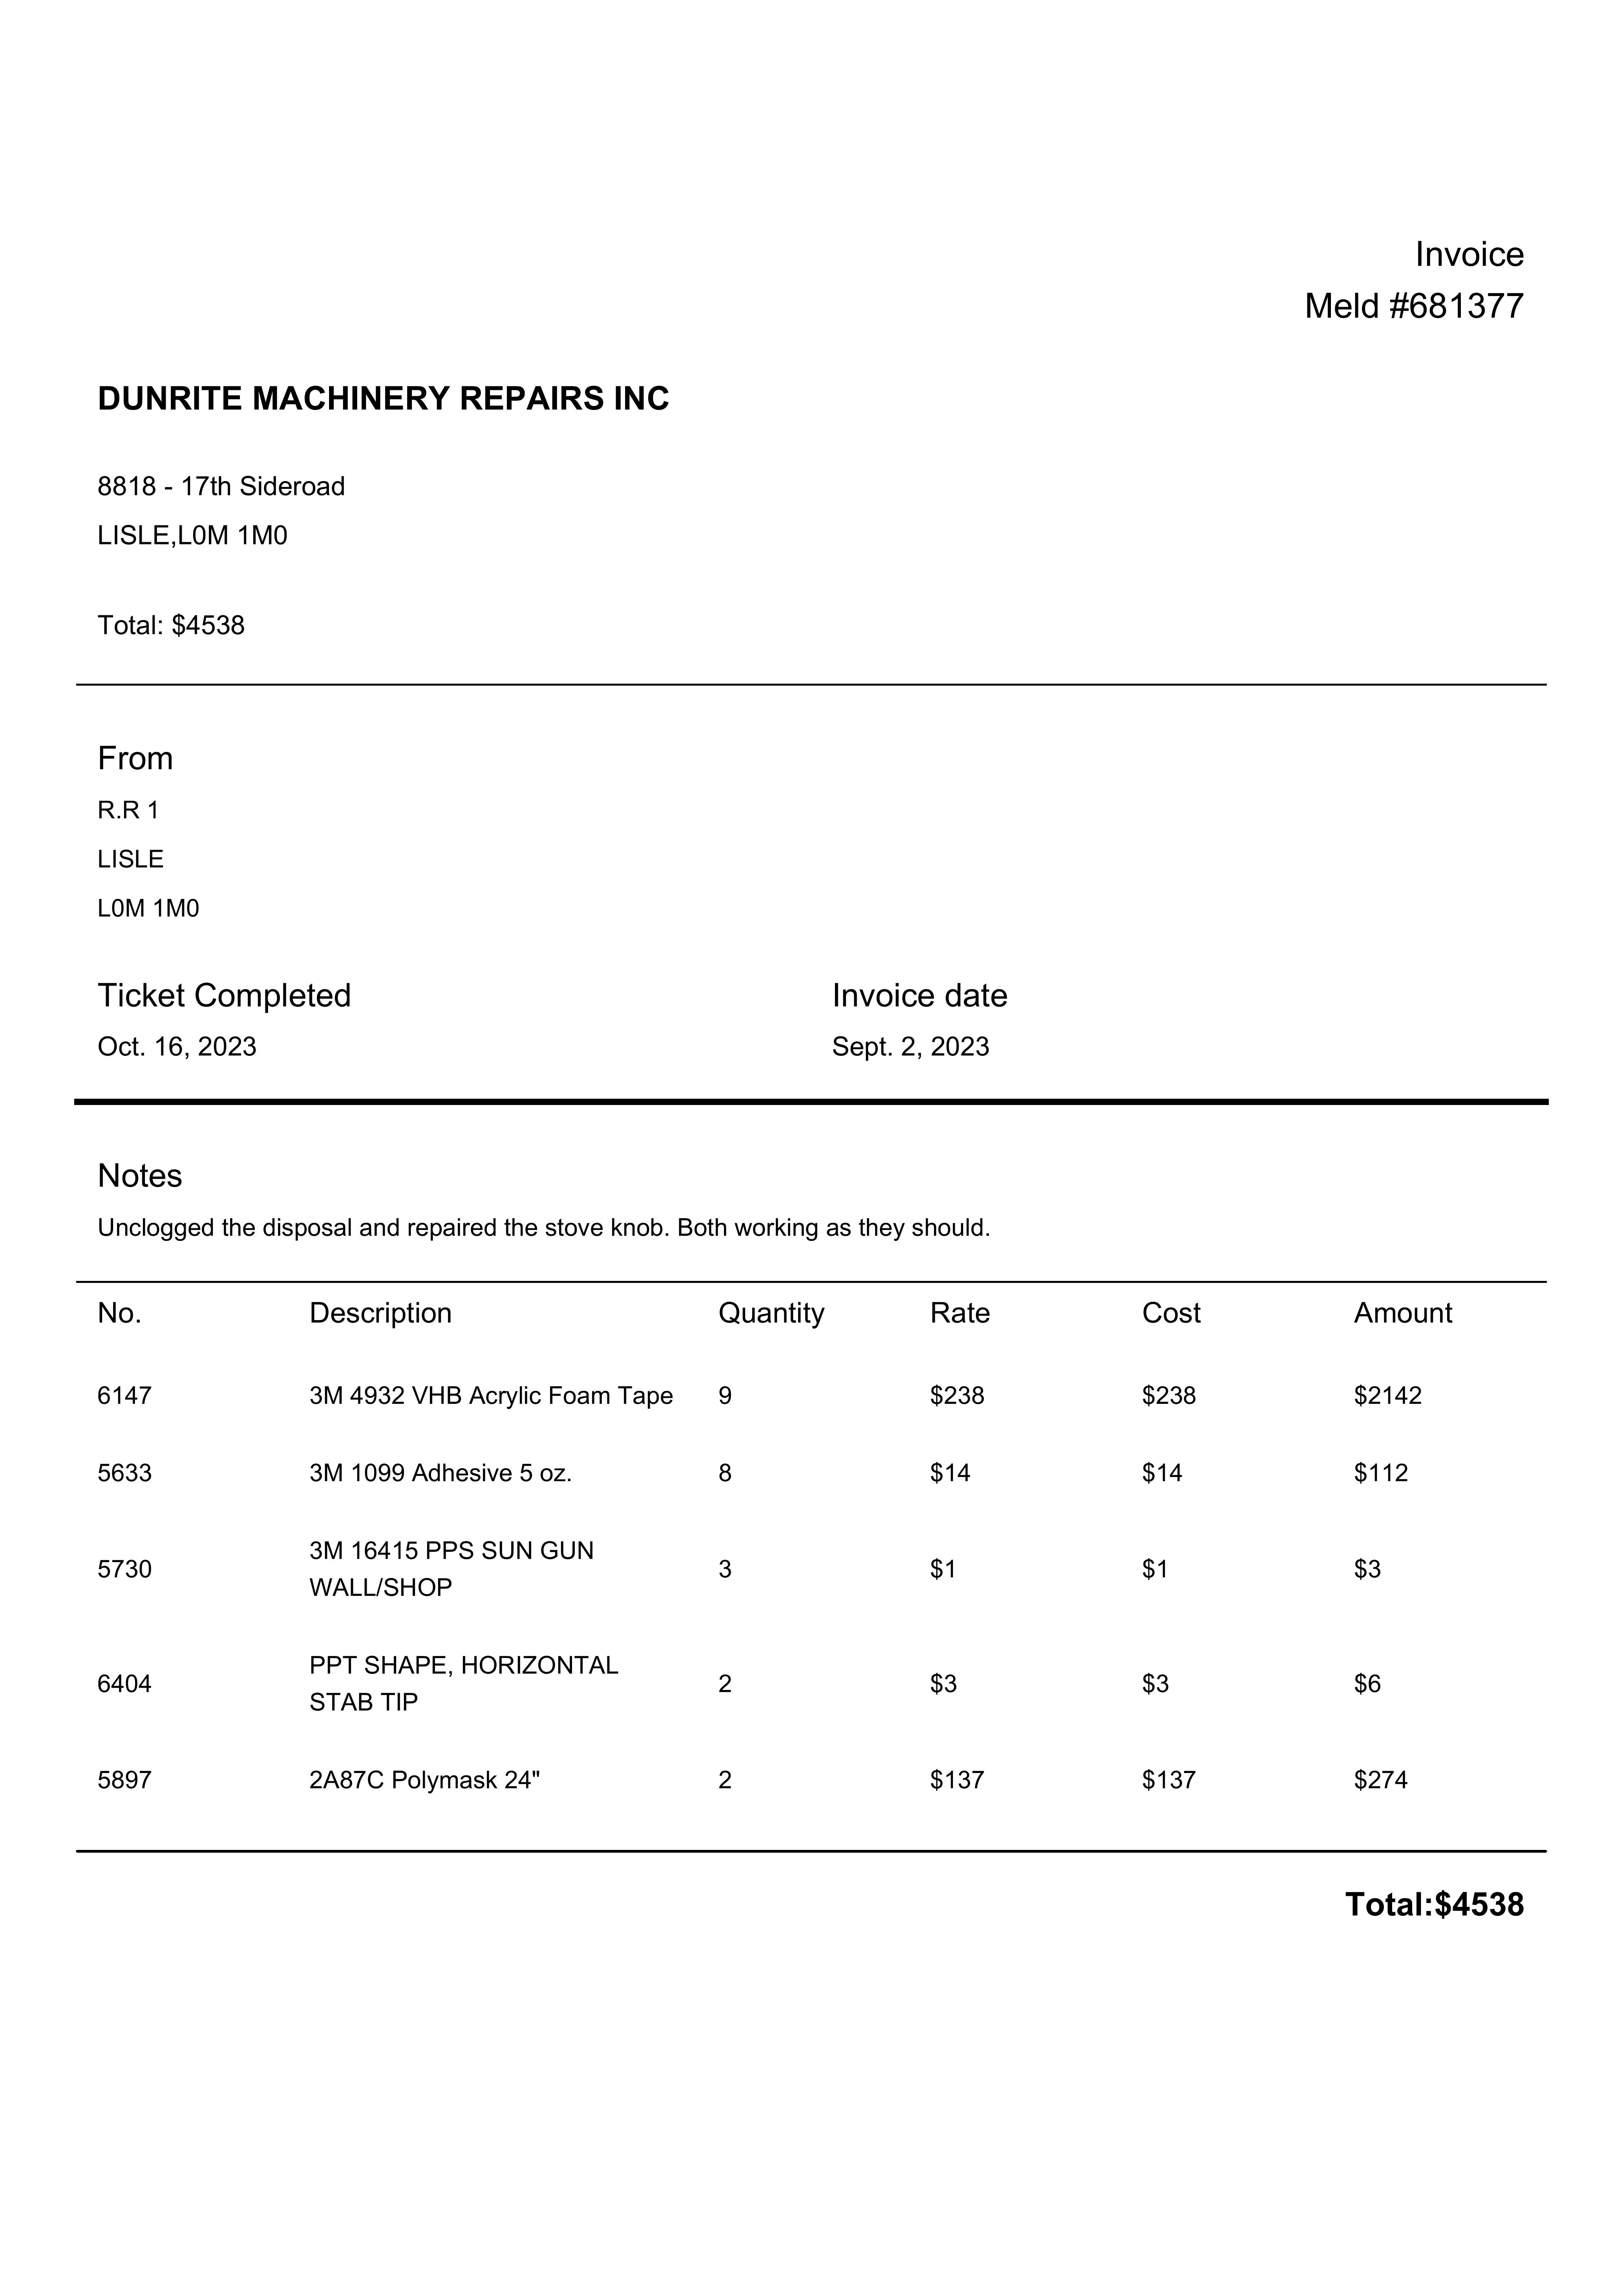 Invoice
Meld #681377
DUNRITE MACHINERY REPAIRS INC
8818 - 17th Sideroad
LISLE,L0M 1M0
Total: $4538
From
R.R 1
LISLE
L0M 1M0
Ticket Completed Invoice date
Oct. 16, 2023 Sept. 2, 2023
Notes
Unclogged the disposal and repaired the stove knob. Both working as they should.
No. Description Quantity Rate Cost Amount
6147 3M 4932 VHB Acrylic Foam Tape 9 $238 $238 $2142
5633 3M 1099 Adhesive 5 oz. 8 $14 $14 $112
5730 3M 16415 PPS SUN GUN
WALL/SHOP 3 $1 $1 $3
6404 PPT SHAPE, HORIZONTAL
STAB TIP 2 $3 $3 $6
5897 2A87C Polymask 24" 2 $137 $137 $274
Total:$4538